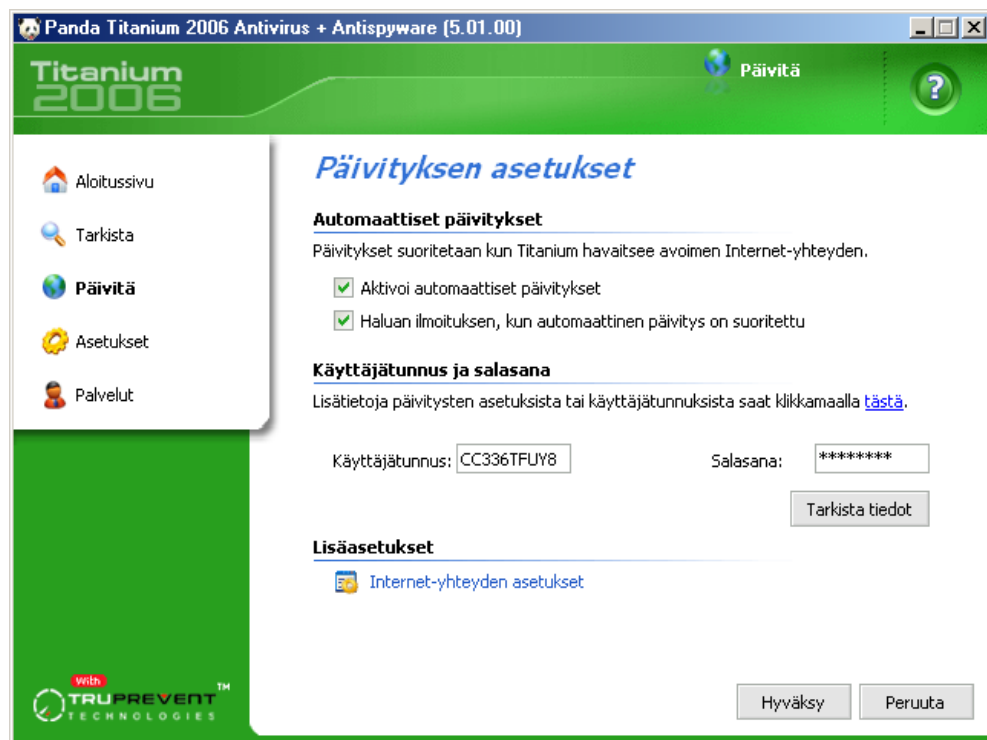 Panda Titanium 2006 Antivirus + Antispyware (5.01.00)
Titanium
2006
Päivitä
?
Aloitussivu
Tarkista
Päivitä
Asetukset
Palvelut
Päivityksen asetukset
Automaattiset päivitykset
Päivitykset suoritetaan kun Titanium havaitsee avoimen Internet-yhteyden.
Aktivoi automaattiset päivitykset
Haluan ilmoituksen, kun automaattinen päivitys on suoritettu
Käyttäjätunnus ja salasana
Lisätietoja päivitysten asetuksista tai käyttäjätunnuksista saat klikkamaalla tästä.
Käyttäjätunnus: CC336TFUY8 Salasana: ********
Tarkista tiedot
Lisäasetukset
Internet-yhteyden asetukset
With
TRUPREVENT™
TECHNOLOGIES
Hyväksy Peruuta